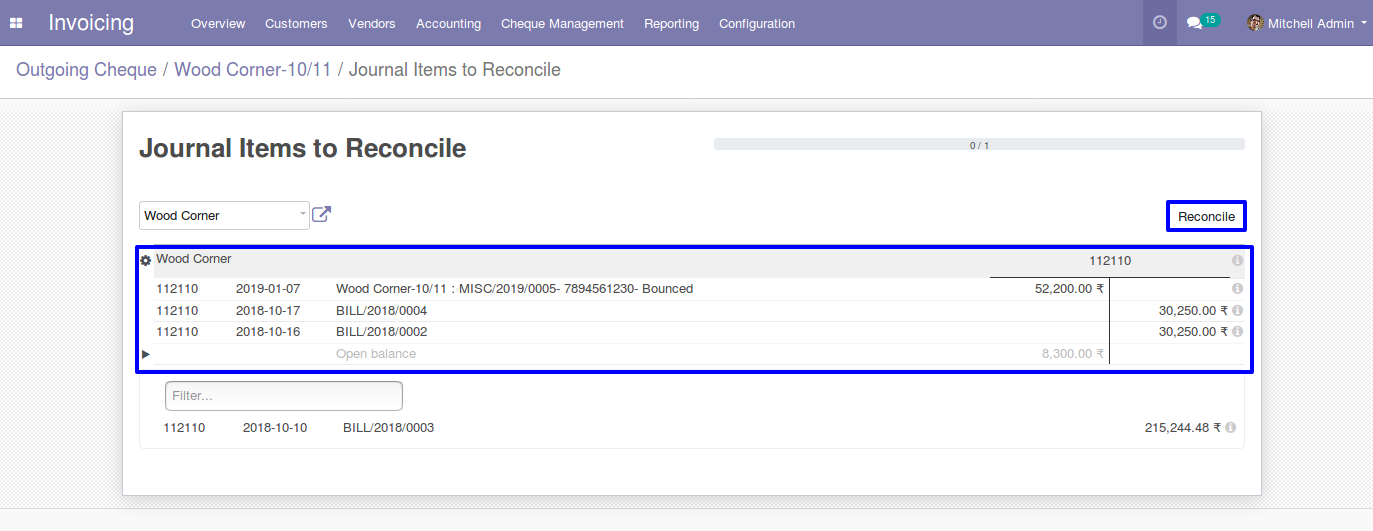 Invoicing Overview Customers Vendors Accounting Cheque Management Reporting Configuration 15 Mitchell Admin
Outgoing Cheque / Wood Corner-10/11 / Journal Items to Reconcile
Journal Items to Reconcile 0 / 1
Wood Corner Reconcile
Wood Corner 112110
112110 2019-01-07 Wood Corner-10/11 : MISC/2019/0005- 7894561230- Bounced 52,200.00 ₹
112110 2018-10-17 BILL/2018/0004 30,250.00 ₹
112110 2018-10-16 BILL/2018/0002 30,250.00 ₹
Open balance 8,300.00 ₹
Filter...
112110 2018-10-10 BILL/2018/0003 215,244.48 ₹